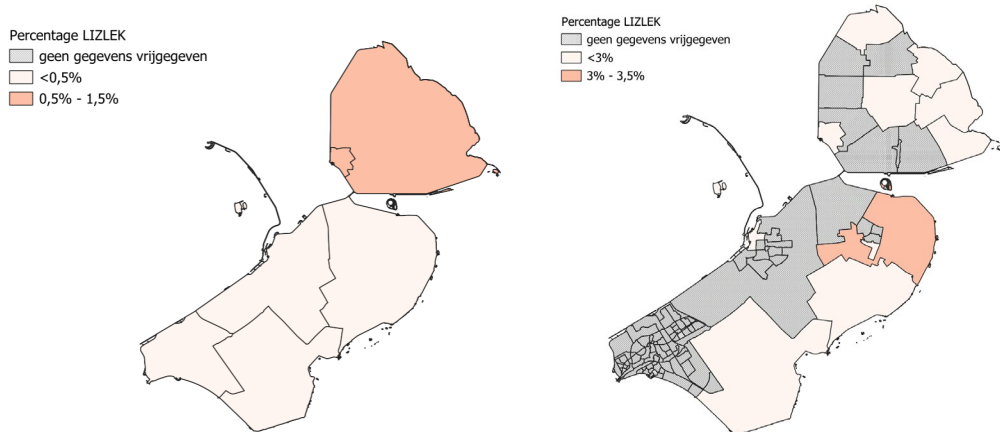 Percentage LIZLEK
geen gegevens vrijgegeven
<0,5%
0,5% - 1,5%
Percentage LIZLEK
geen gegevens vrijgegeven
<3%
3% - 3,5%